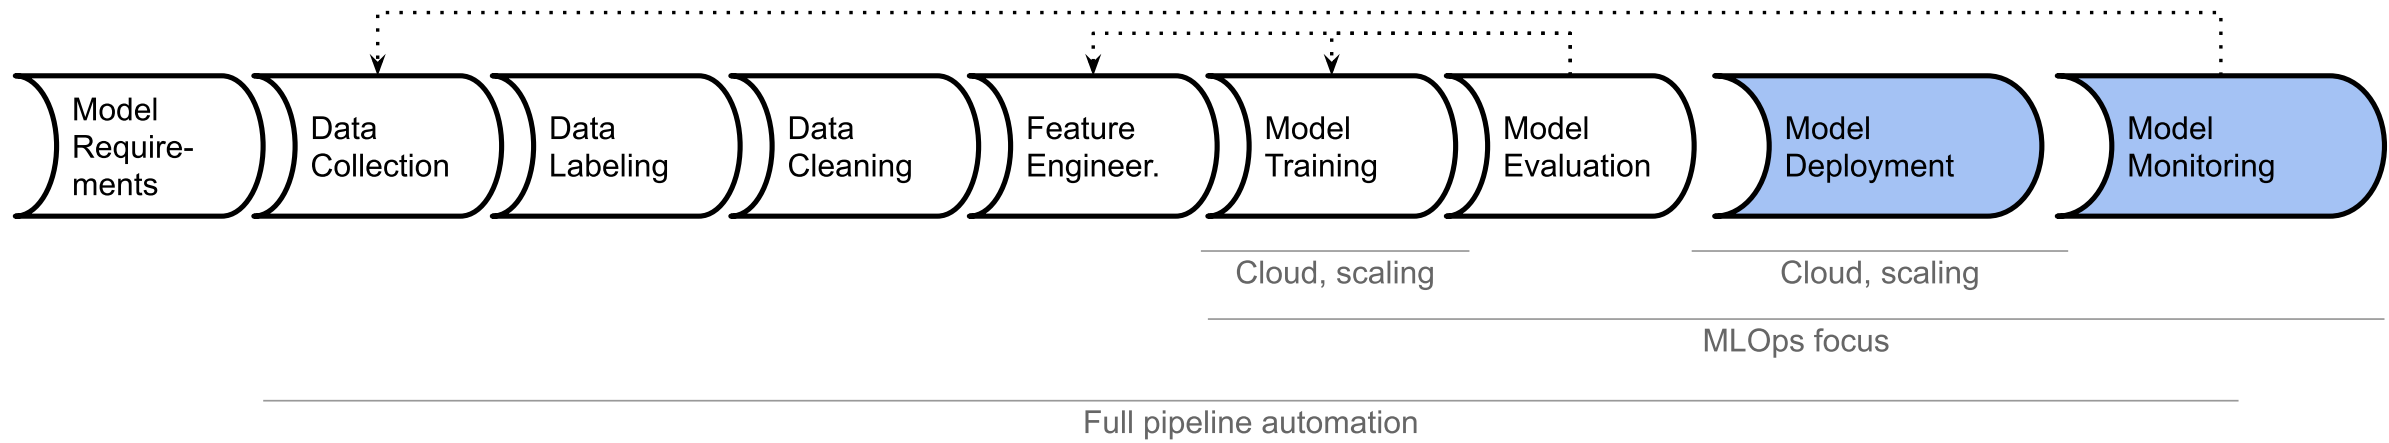 Model
Require-
ments
Data
Collection
Data
Labeling
Data
Cleaning
Feature
Engineer.
Model
Training
Model
Evaluation
Model
Deployment
Model
Monitoring
Cloud, scaling
Cloud, scaling
MLOps focus
Full pipeline automation